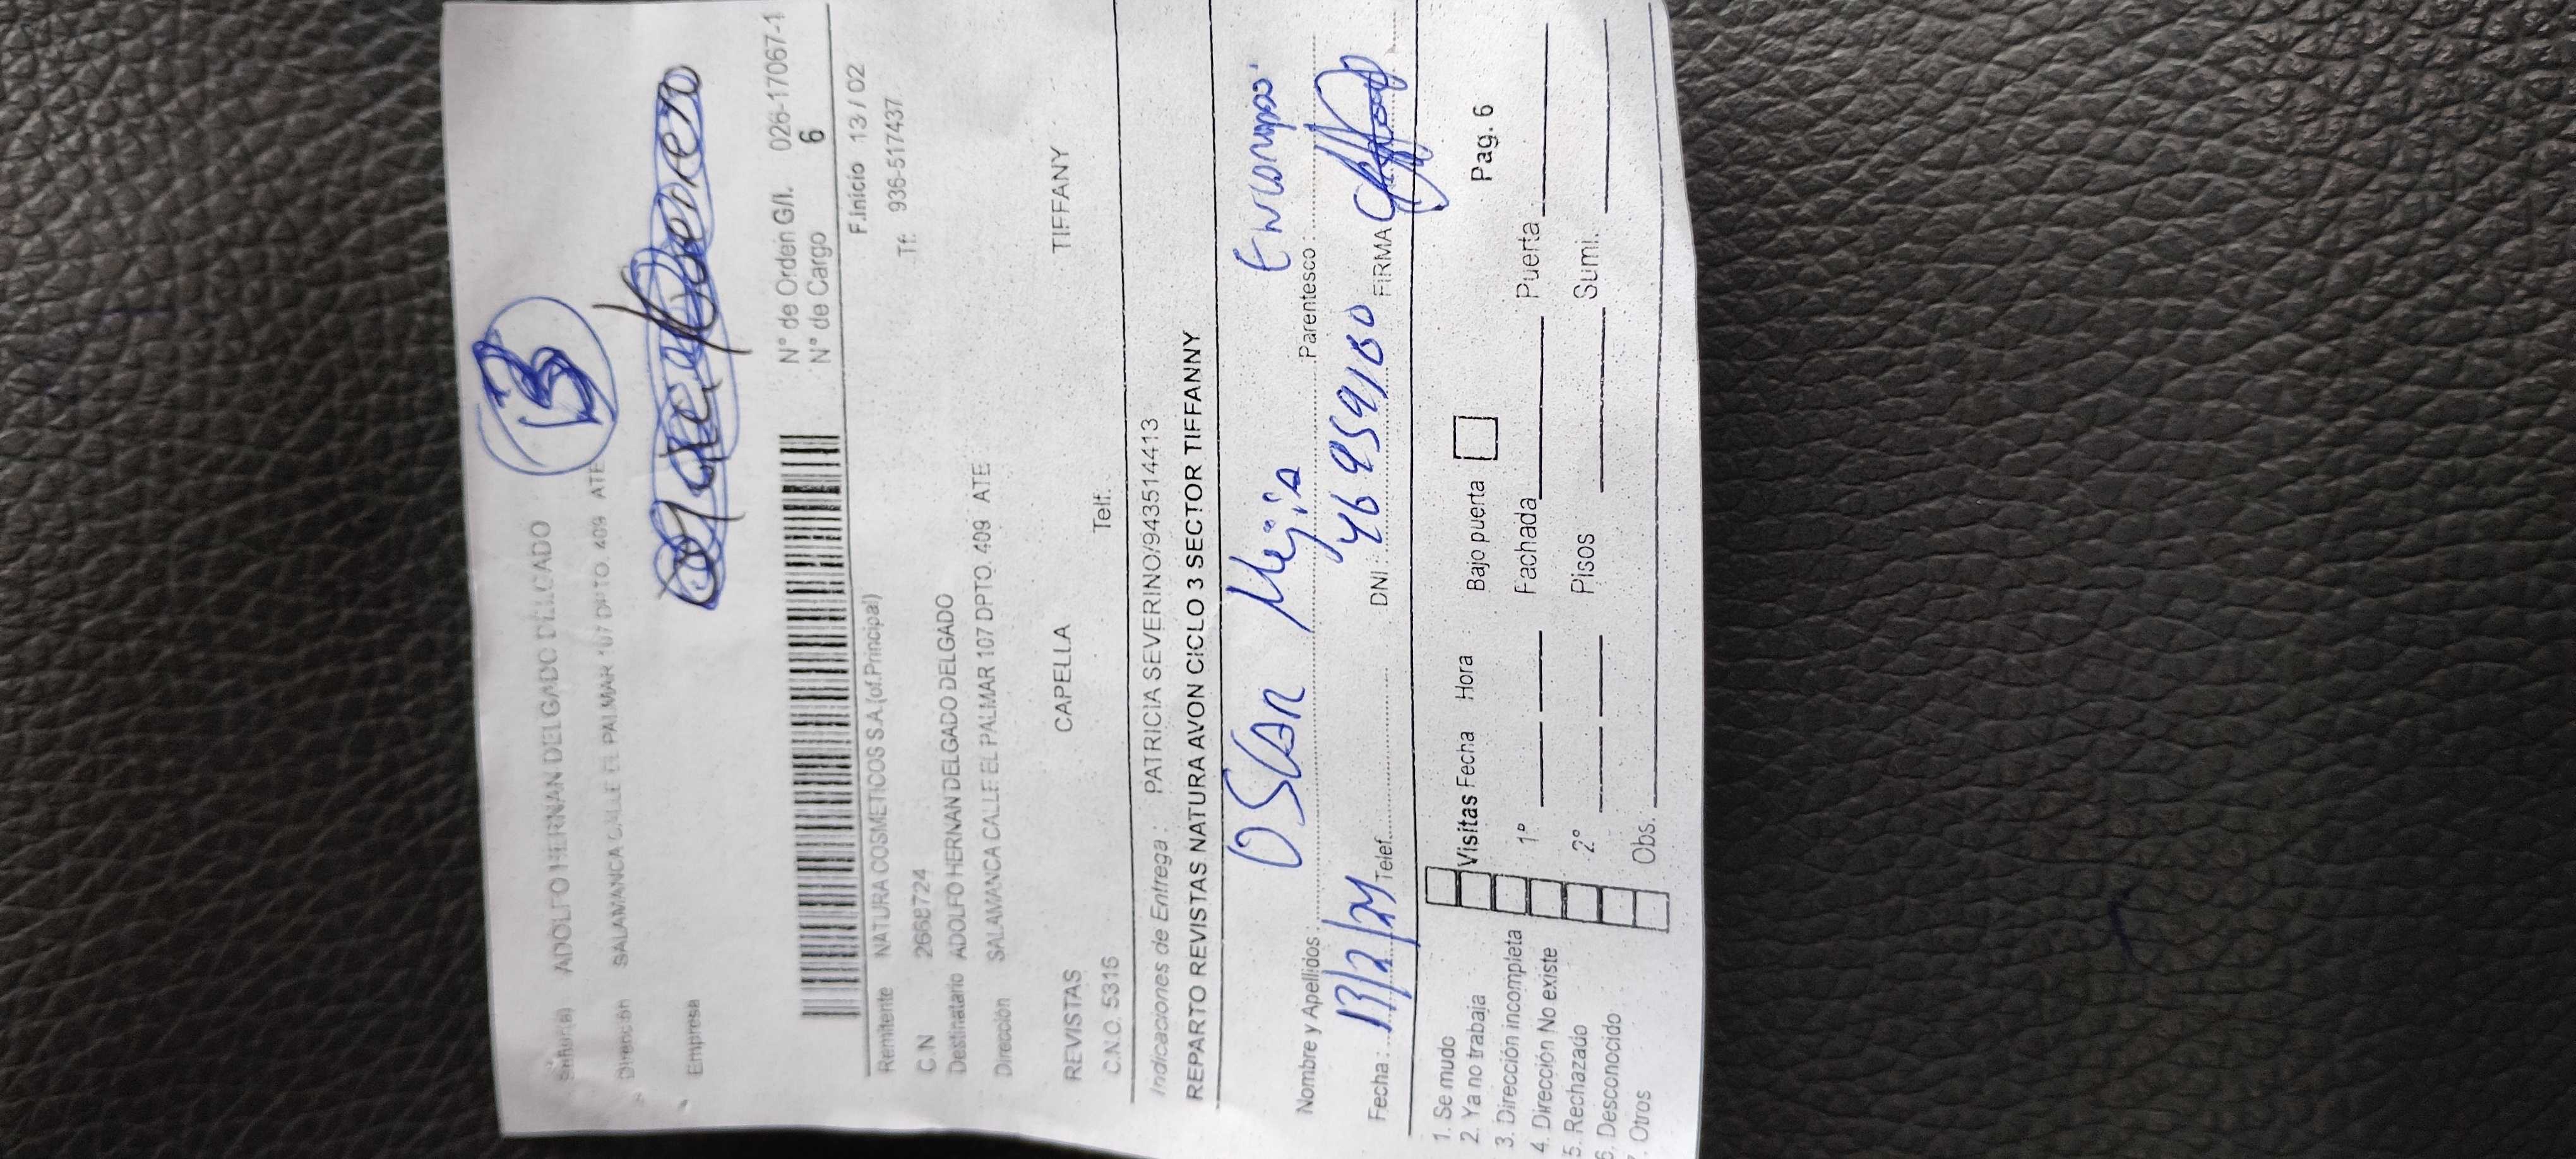 13
Señor(a) ADOLFO HERNAN DELGADO DELGADO
Dirección SALAMANCA CALLE EL PALMAR 107 DPTO. 409 ATE
Empresa
N° de Orden G/I. 026-17067-1
N° de Cargo 6
Remitente NATURA COSMETICOS S.A.(of.Principal) F.Inicio 13 / 02
C.N 2668724 Tf: 936-517437
Destinatario ADOLFO HERNAN DELGADO DELGADO
Dirección SALAMANCA CALLE EL PALMAR 107 DPTO. 409 ATE
REVISTAS CAPELLA TIFFANY
C.N.O. 5316 Telf.
Indicaciones de Entrega : PATRICIA SEVERINO/943514413
REPARTO REVISTAS NATURA AVON CICLO 3 SECTOR TIFFANY
Nombre y Apellidos : OSCAR Mejia Parentesco :
Fecha : 13/2/24 Telef. DNI : 46959180 FIRMA
1. Se mudo
2. Ya no trabaja Visitas Fecha Hora Bajo puerta Pag. 6
3. Dirección incompleta
4. Dirección No existe 1° Fachada Puerta
5. Rechazado 2° Pisos Sumi.
6. Desconocido
7. Otros Obs.